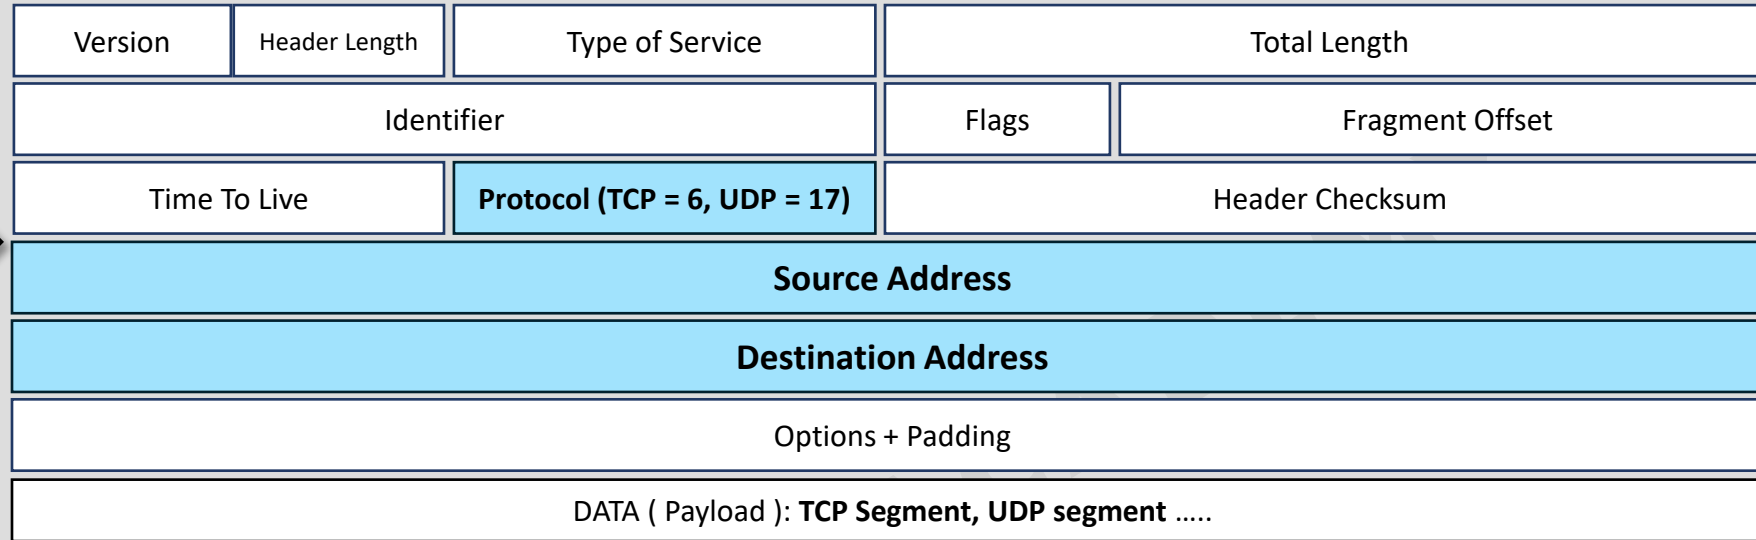 Version Header Length Type of Service Total Length
Identifier Flags Fragment Offset
Time To Live Protocol (TCP = 6, UDP = 17) Header Checksum
Source Address
Destination Address
Options + Padding
DATA ( Payload ): TCP Segment, UDP segment .....